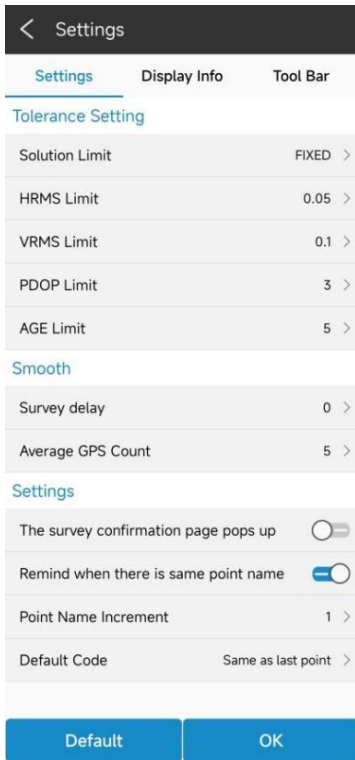 Settings
Settings Display Info Tool Bar
Tolerance Setting
Solution Limit FIXED
HRMS Limit 0.05
VRMS Limit 0.1
PDOP Limit 3
AGE Limit 5
Smooth
Survey delay 0
Average GPS Count 5
Settings
The survey confirmation page pops up
Remind when there is same point name
Point Name Increment 1
Default Code Same as last point
Default OK